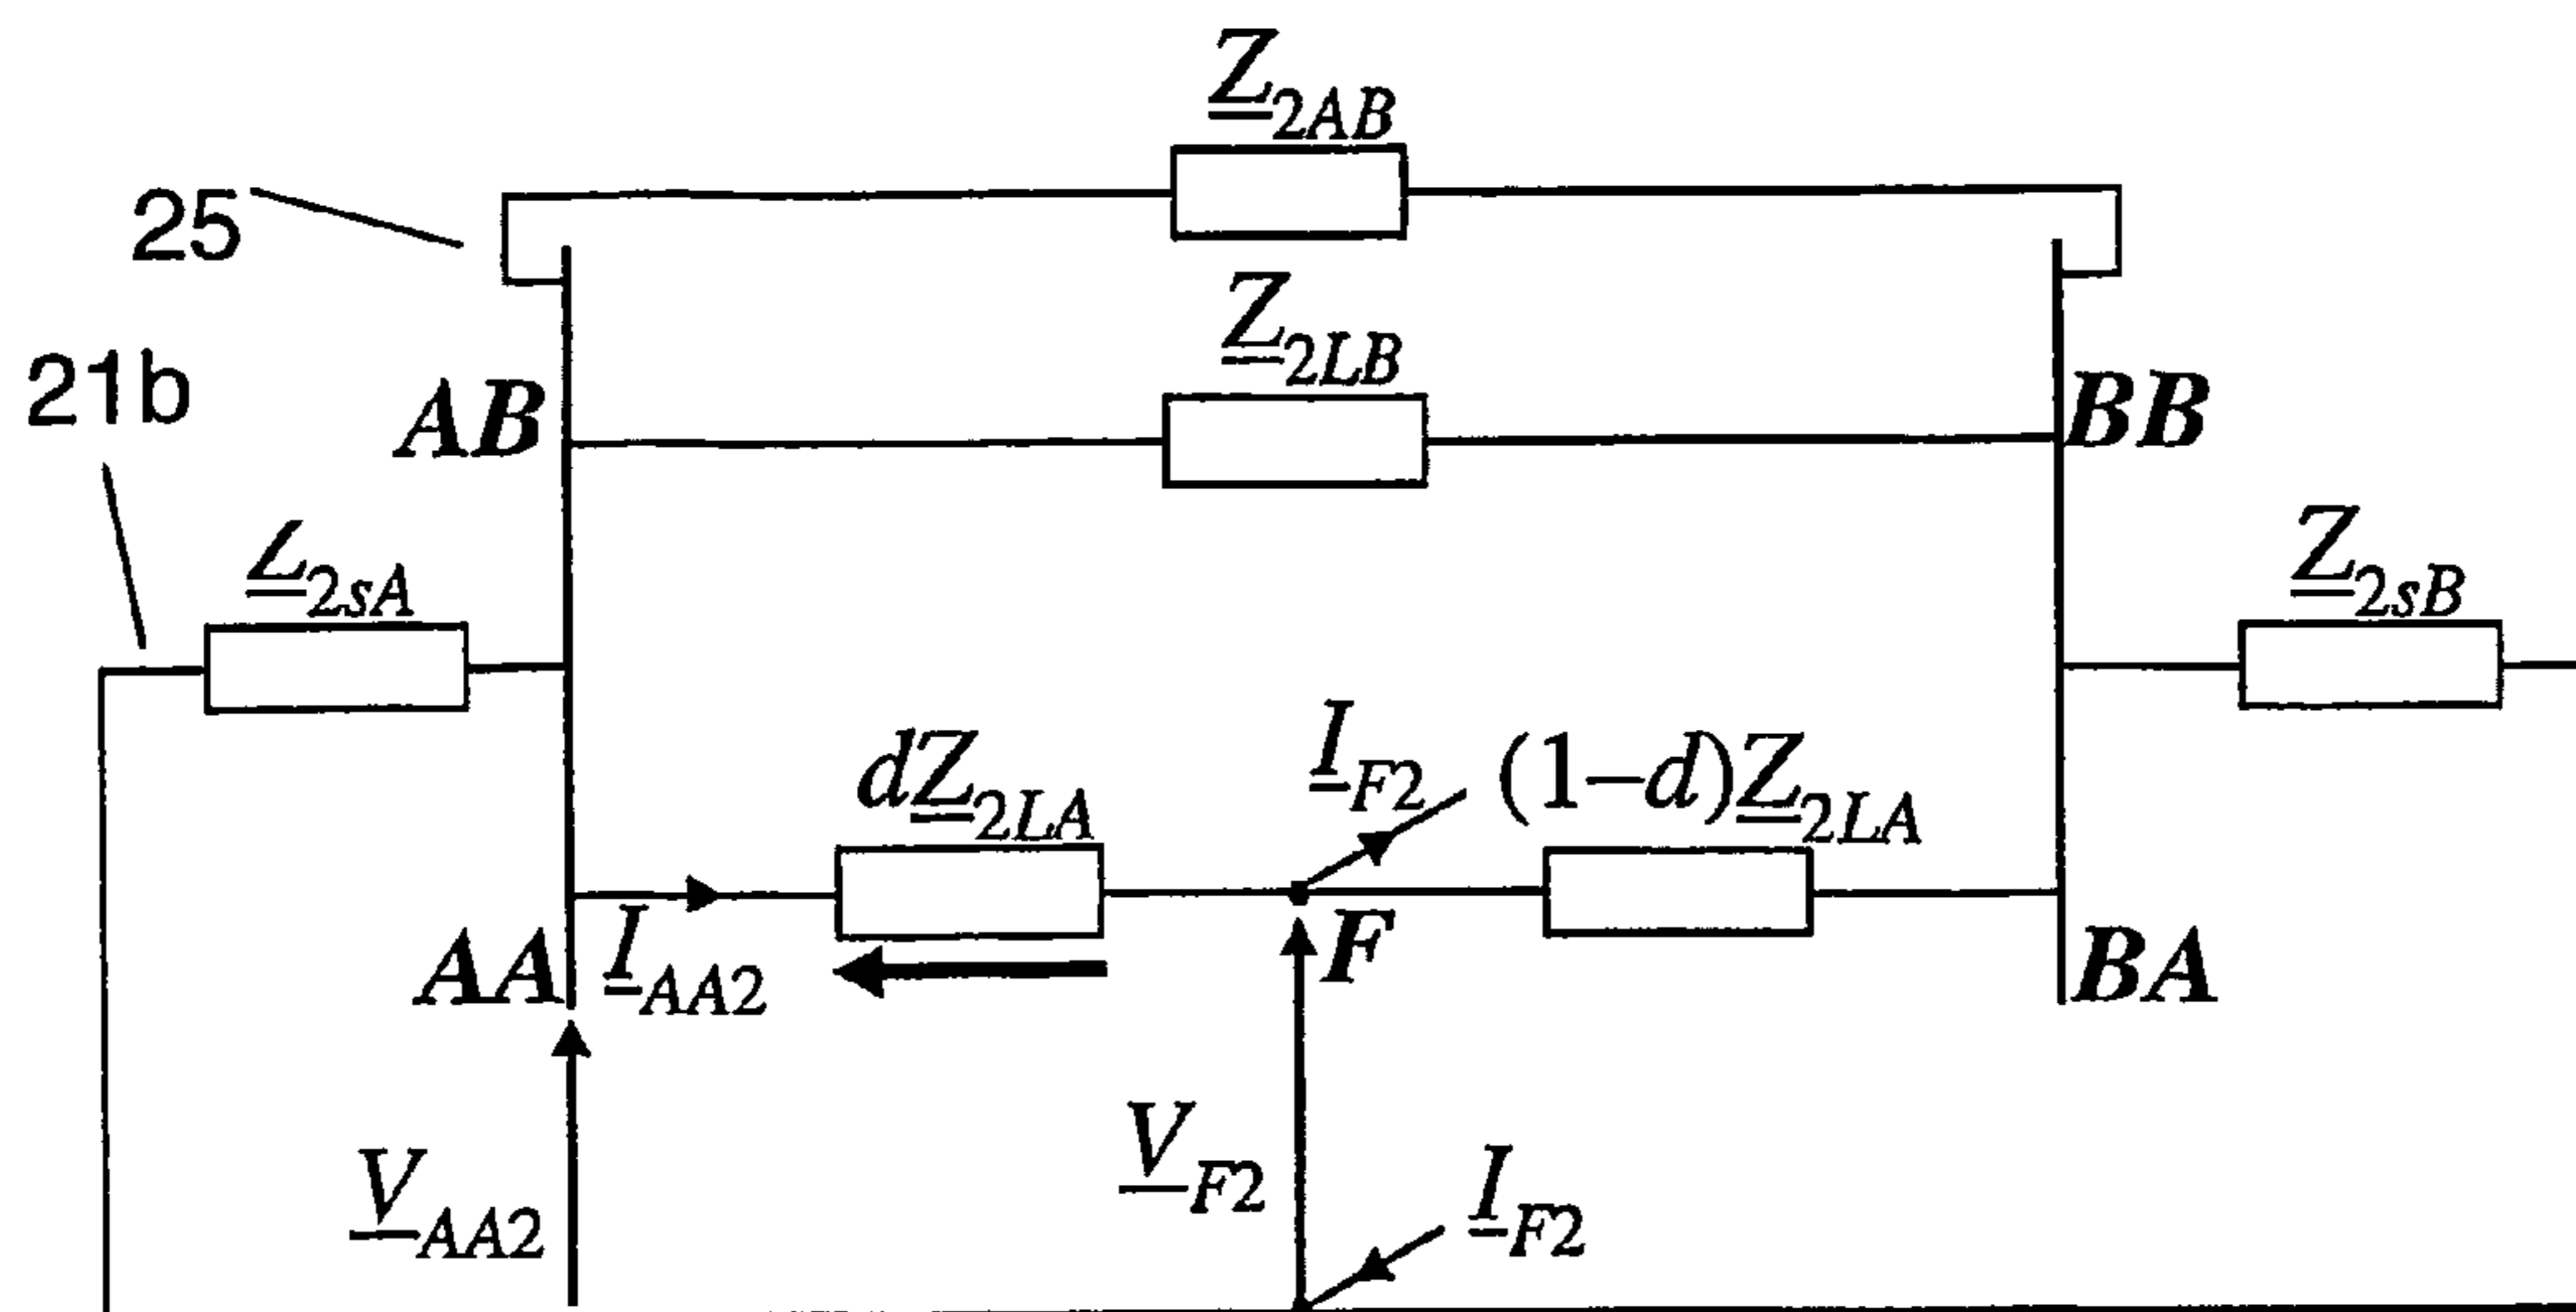 Z2AB
25
Z2LB
21b
AB
BB
Z2sA
Z2sB
dZ2LA
IF2
(1–d)Z2LA
AA
IAA2
F
BA
VAA2
VF2
IF2